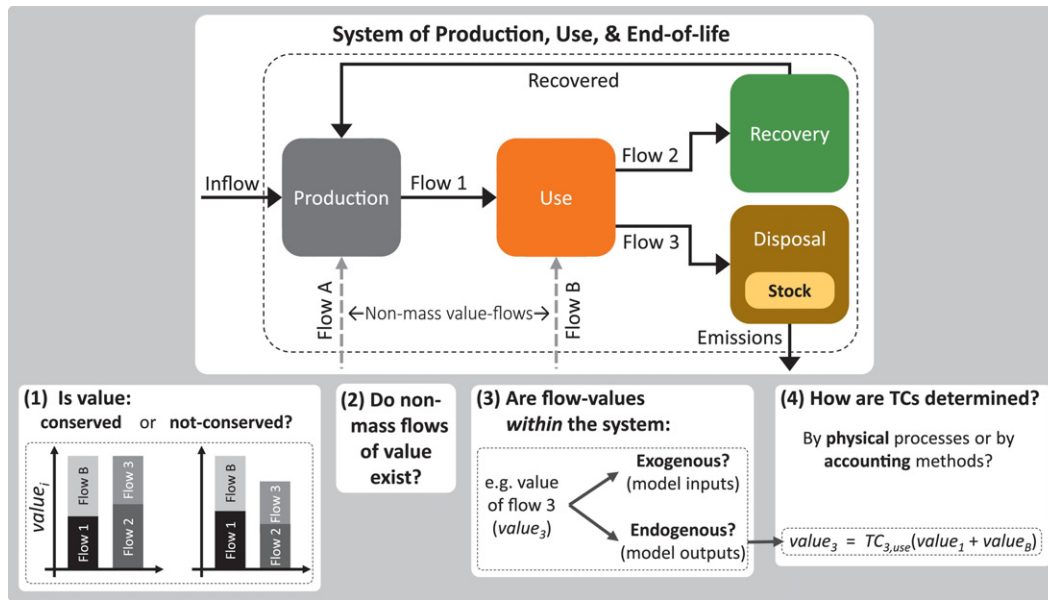 System of Production, Use, & End-of-life
Recovered
Recovery
Inflow
Production
Flow 1
Use
Flow 2
Flow 3
Disposal
Stock
Flow A
←Non-mass value-flows→
Flow B
Emissions
(1) Is value:
conserved or not-conserved?
value_i
Flow B
Flow 1
Flow 3
Flow 2
Flow B
Flow 1
Flow 3
Flow 2
(2) Do non-
mass flows
of value
exist?
(3) Are flow-values
within the system:
e.g. value
of flow 3
(value_3)
Exogenous?
(model inputs)
Endogenous?
(model outputs)
(4) How are TCs determined?
By physical processes or by
accounting methods?
value_3 = TC_{3,use}(value_1 + value_B)